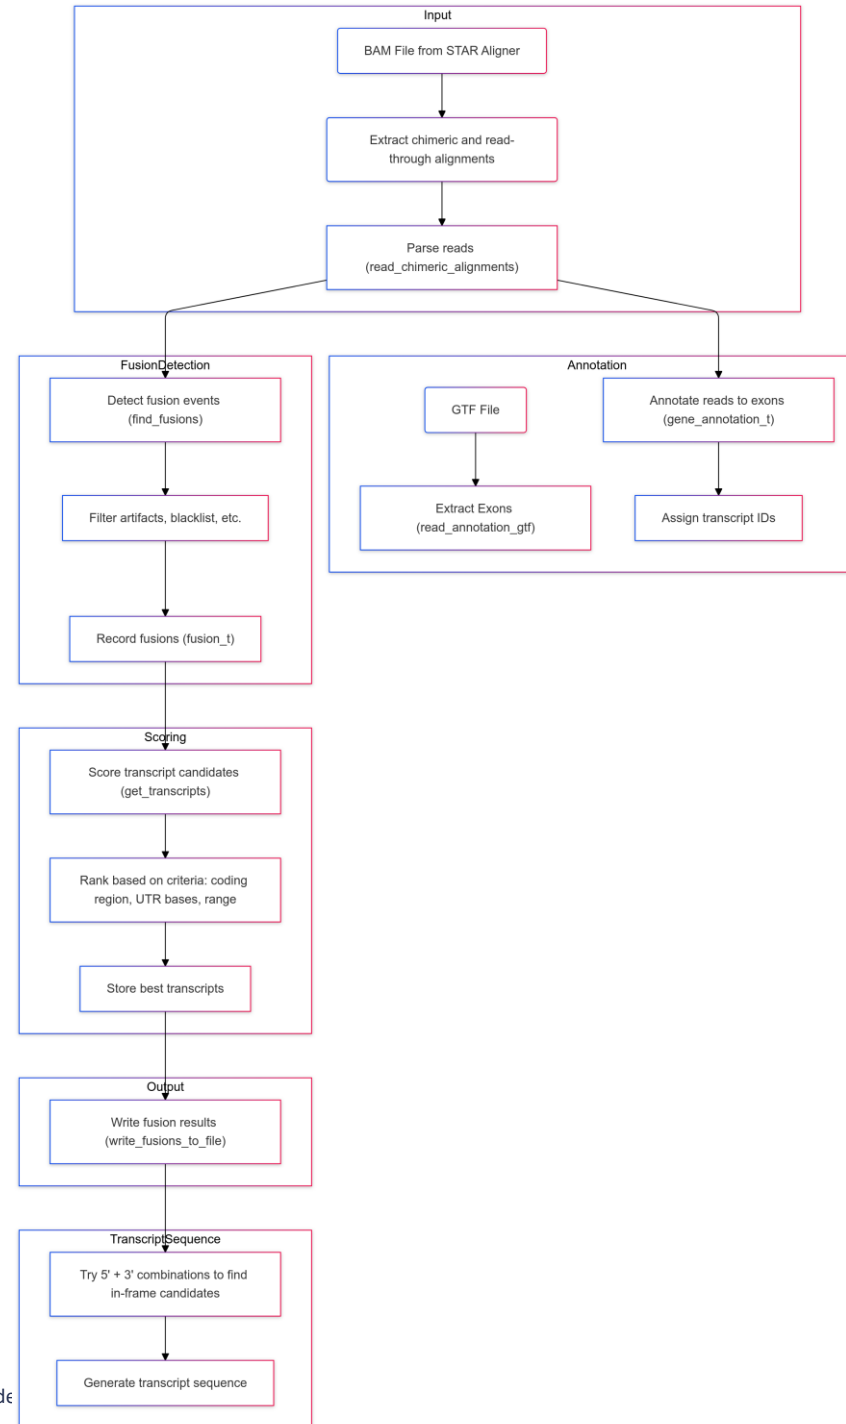 Input
BAM File from STAR Aligner
Extract chimeric and read-
through alignments
Parse reads
(read_chimeric_alignments)
FusionDetection
Detect fusion events
(find_fusions)
Filter artifacts, blacklist, etc.
Record fusions (fusion_t)
Annotation
GTF File
Extract Exons
(read_annotation_gtf)
Annotate reads to exons
(gene_annotation_t)
Assign transcript IDs
Scoring
Score transcript candidates
(get_transcripts)
Rank based on criteria: coding
region, UTR bases, range
Store best transcripts
Output
Write fusion results
(write_fusions_to_file)
TranscriptSequence
Try 5' + 3' combinations to find
in-frame candidates
Generate transcript sequence